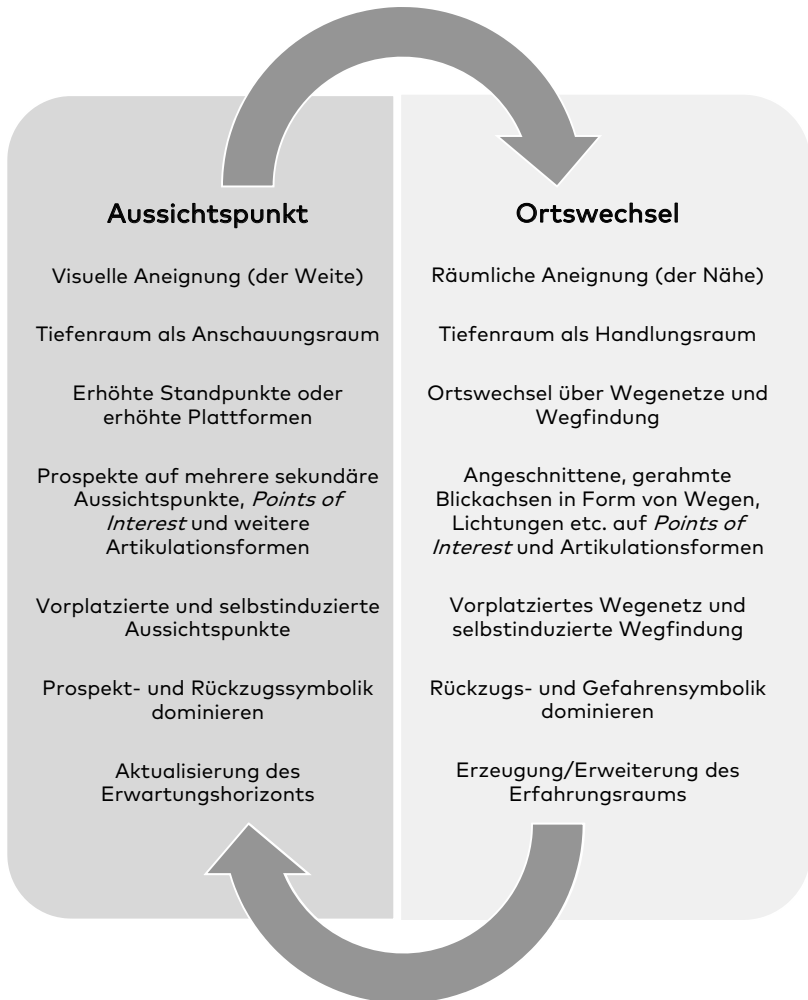 Aussichtspunkt
Visuelle Aneignung (der Weite)
Tiefenraum als Anschauungsraum
Erhöhte Standpunkte oder
erhöhte Plattformen
Prospekte auf mehrere sekundäre
Aussichtspunkte, Points of
Interest und weitere
Artikulationsformen
Vorplatzierte und selbstinduzierte
Aussichtspunkte
Prospekt- und Rückzugssymbolik
dominieren
Aktualisierung des
Erwartungshorizonts
Ortswechsel
Räumliche Aneignung (der Nähe)
Tiefenraum als Handlungsraum
Ortswechsel über Wegenetze und
Wegfindung
Angeschnittene, gerahmte
Blickachsen in Form von Wegen,
Lichtungen etc. auf Points of
Interest und Artikulationsformen
Vorplatziertes Wegenetz und
selbstinduzierte Wegfindung
Rückzugs- und Gefahrensymbolik
dominieren
Erzeugung/Erweiterung des
Erfahrungsraums